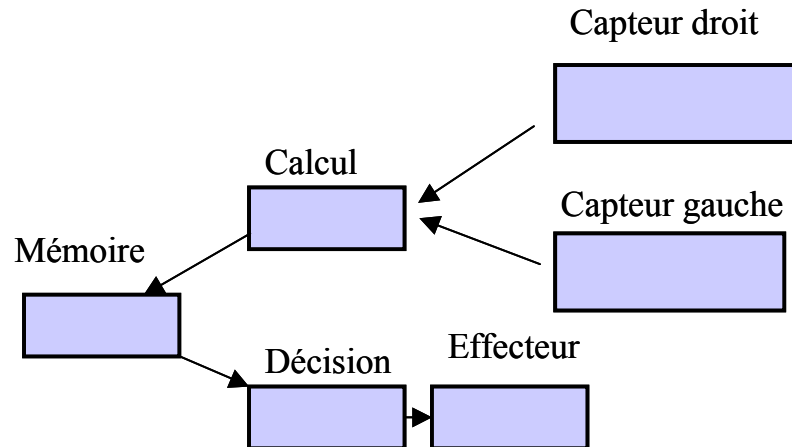 Capteur droit
Calcul
Capteur gauche
Mémoire
Décision
Effecteur